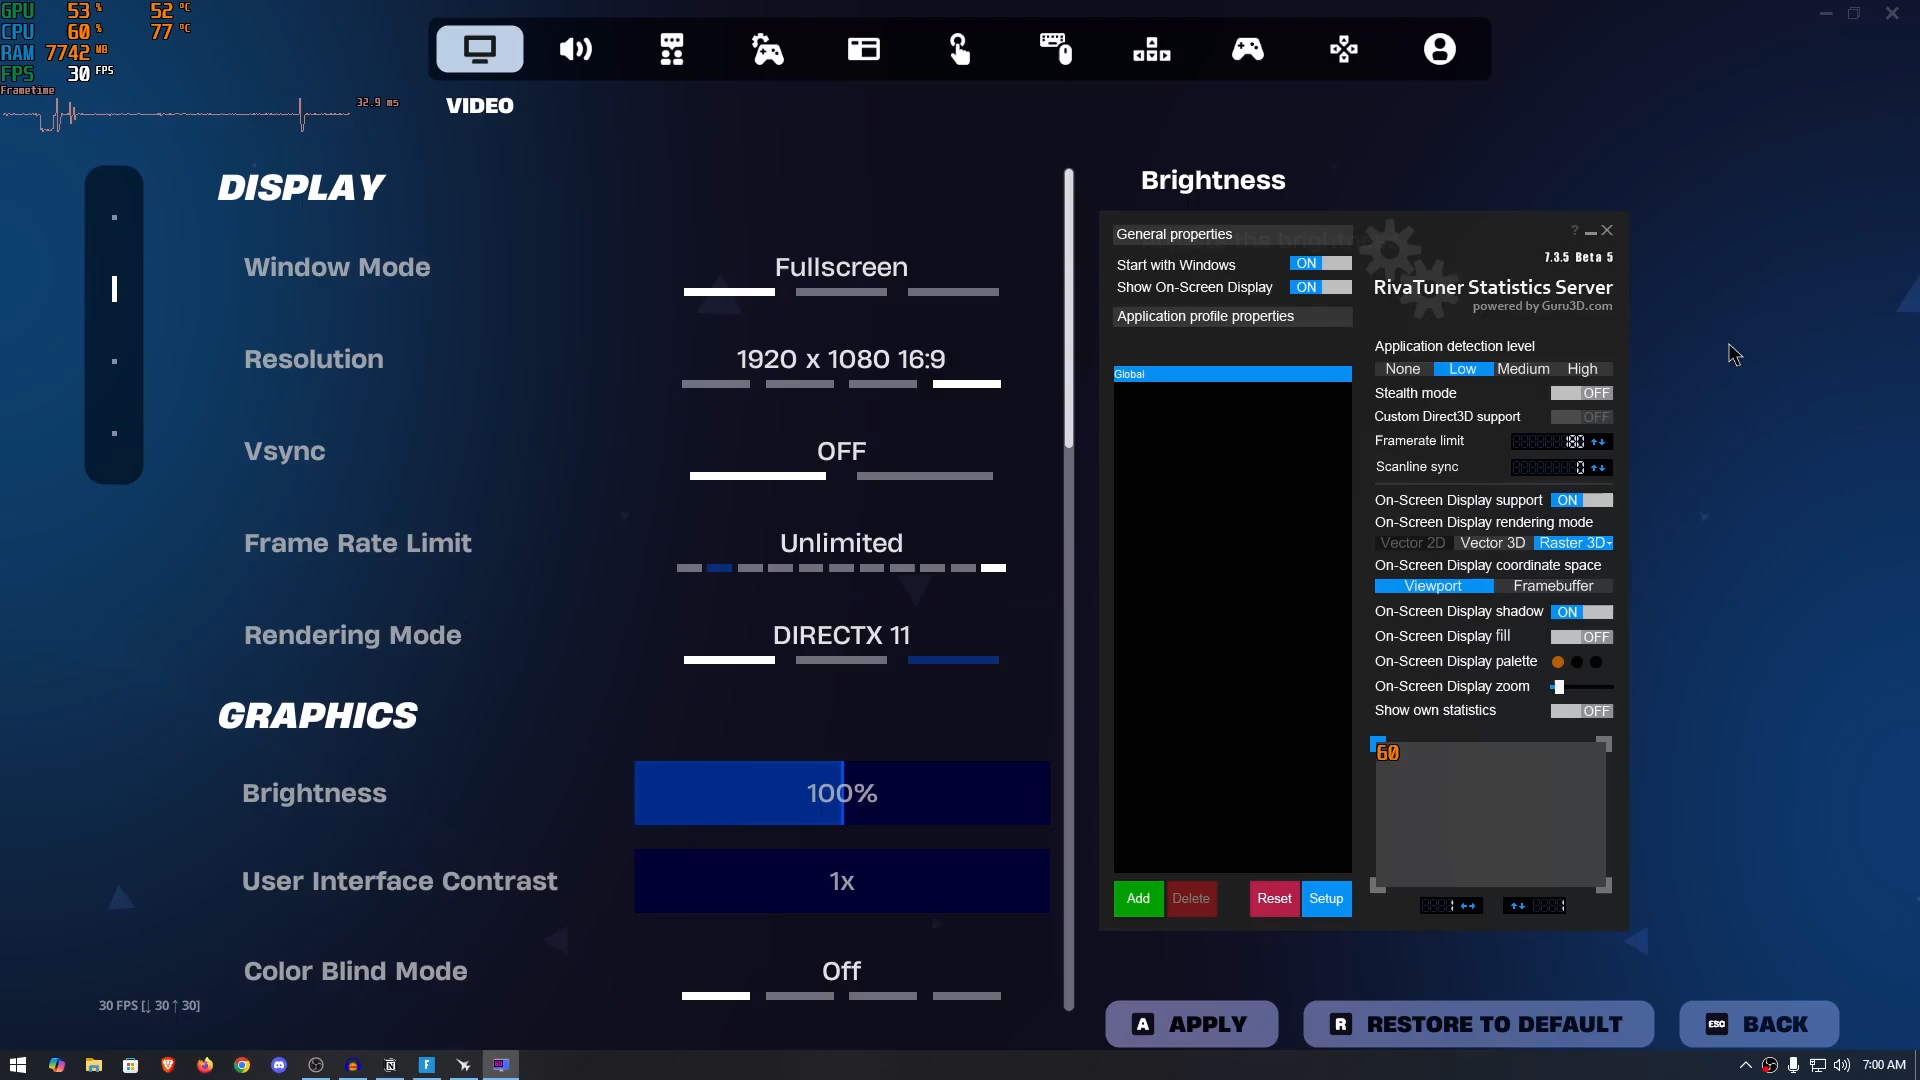 GPU 53 % 52 °C
CPU 60 % 77 °C
RAM 7742 MB
FPS 30 FPS
Frametime
32.9 ms
VIDEO
DISPLAY
Window Mode Fullscreen
Resolution 1920 x 1080 16:9
Vsync OFF
Frame Rate Limit Unlimited
Rendering Mode DIRECTX 11
GRAPHICS
Brightness 100%
User Interface Contrast 1x
Color Blind Mode Off
30 FPS [↓ 30 ↑ 30]
Brightness
General properties
Start with Windows ON
Show On-Screen Display ON
Application profile properties
Global
Add Delete Reset Setup
? 
7.3.5 Beta 5
RivaTuner Statistics Server
powered by Guru3D.com
Application detection level
None Low Medium High
Stealth mode OFF
Custom Direct3D support OFF
Framerate limit
Scanline sync 0
On-Screen Display support ON
On-Screen Display rendering mode
Vector 2D Vector 3D Raster 3D
On-Screen Display coordinate space
Viewport Framebuffer
On-Screen Display shadow ON
On-Screen Display fill OFF
On-Screen Display palette
On-Screen Display zoom
Show own statistics OFF
60
1 1
A APPLY
R RESTORE TO DEFAULT
ESC BACK
7:00 AM